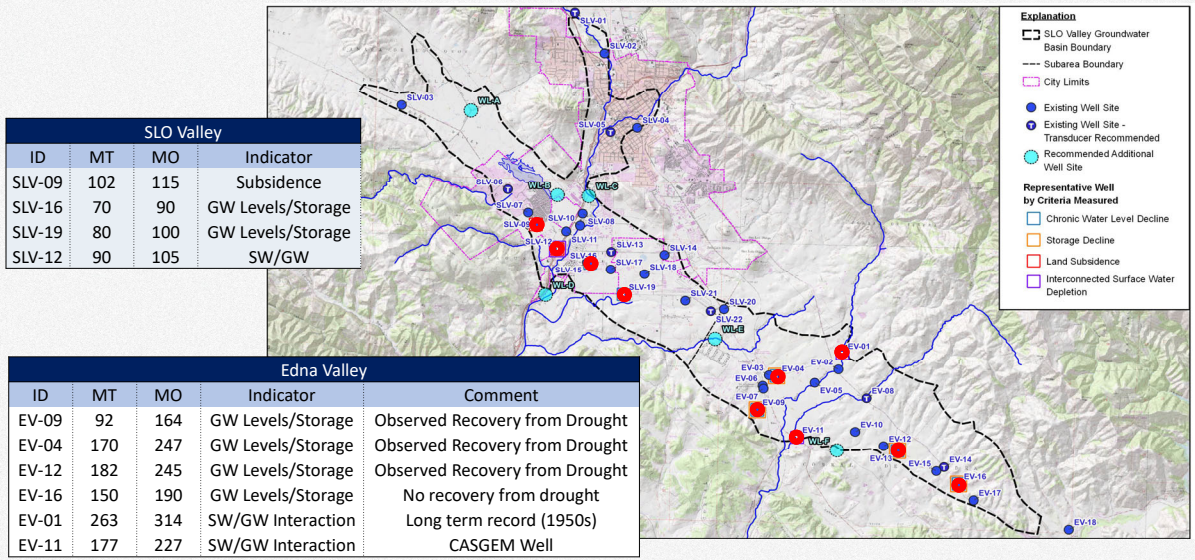 SLO Valley
ID MT MO Indicator
SLV-09 102 115 Subsidence
SLV-16 70 90 GW Levels/Storage
SLV-19 80 100 GW Levels/Storage
SLV-12 90 105 SW/GW
Edna Valley
ID MT MO Indicator Comment
EV-09 92 164 GW Levels/Storage Observed Recovery from Drought
EV-04 170 247 GW Levels/Storage Observed Recovery from Drought
EV-12 182 245 GW Levels/Storage Observed Recovery from Drought
EV-16 150 190 GW Levels/Storage No recovery from drought
EV-01 263 314 SW/GW Interaction Long term record (1950s)
EV-11 177 227 SW/GW Interaction CASGEM Well
SLV-01
SLV-02
SLV-03
WL-A
SLV-05
SLV-04
SLV-06
WL-B
WL-C
SLV-07
SLV-09
SLV-10
SLV-08
SLV-12
SLV-11
SLV-13
SLV-14
SLV-16
SLV-15
SLV-17
SLV-18
WL-D
SLV-19
SLV-21
SLV-20
SLV-22
WL-E
EV-01
EV-02
EV-03
EV-04
EV-06
EV-05
EV-07
EV-08
EV-09
EV-11
EV-10
WL-F
EV-12
EV-13
EV-14
EV-15
EV-16
EV-17
EV-18
Explanation
SLO Valley Groundwater
Basin Boundary
Subarea Boundary
City Limits
Existing Well Site
Existing Well Site -
Transducer Recommended
Recommended Additional
Well Site
Representative Well
by Criteria Measured
Chronic Water Level Decline
Storage Decline
Land Subsidence
Interconnected Surface Water
Depletion